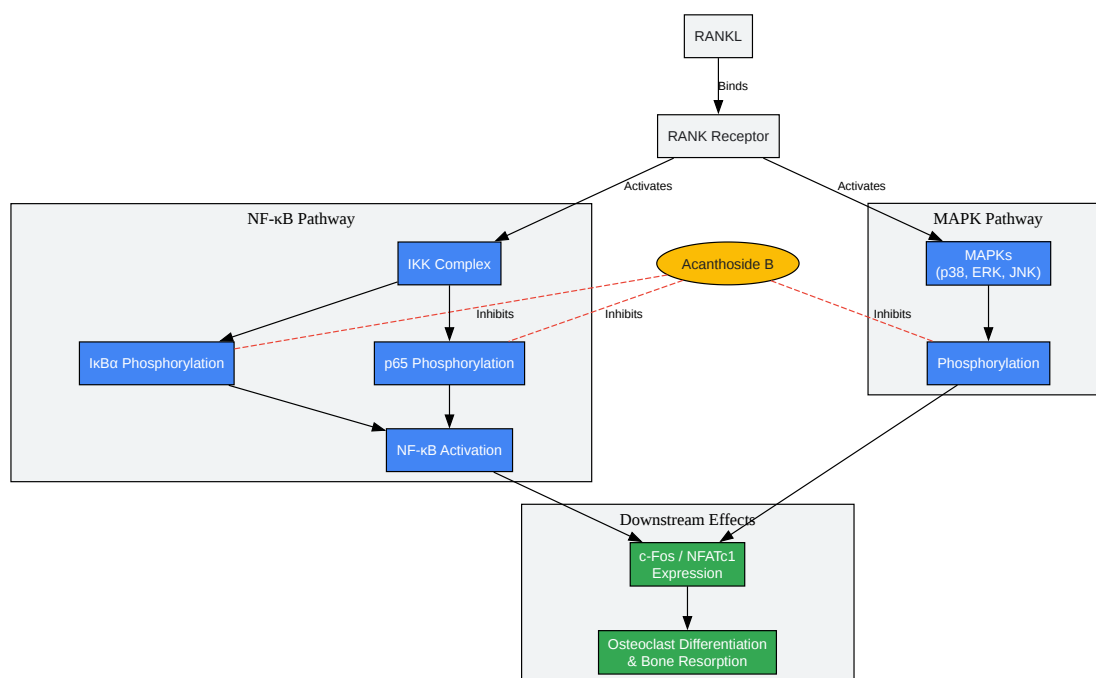 RANKL
Binds
RANK Receptor
Activates
Activates
NF-κB Pathway
MAPK Pathway
IKK Complex
Acanthoside B
MAPKs
(p38, ERK, JNK)
Inhibits
Inhibits
Inhibits
IκBα Phosphorylation
p65 Phosphorylation
Phosphorylation
NF-κB Activation
Downstream Effects
c-Fos / NFATc1
Expression
Osteoclast Differentiation
& Bone Resorption